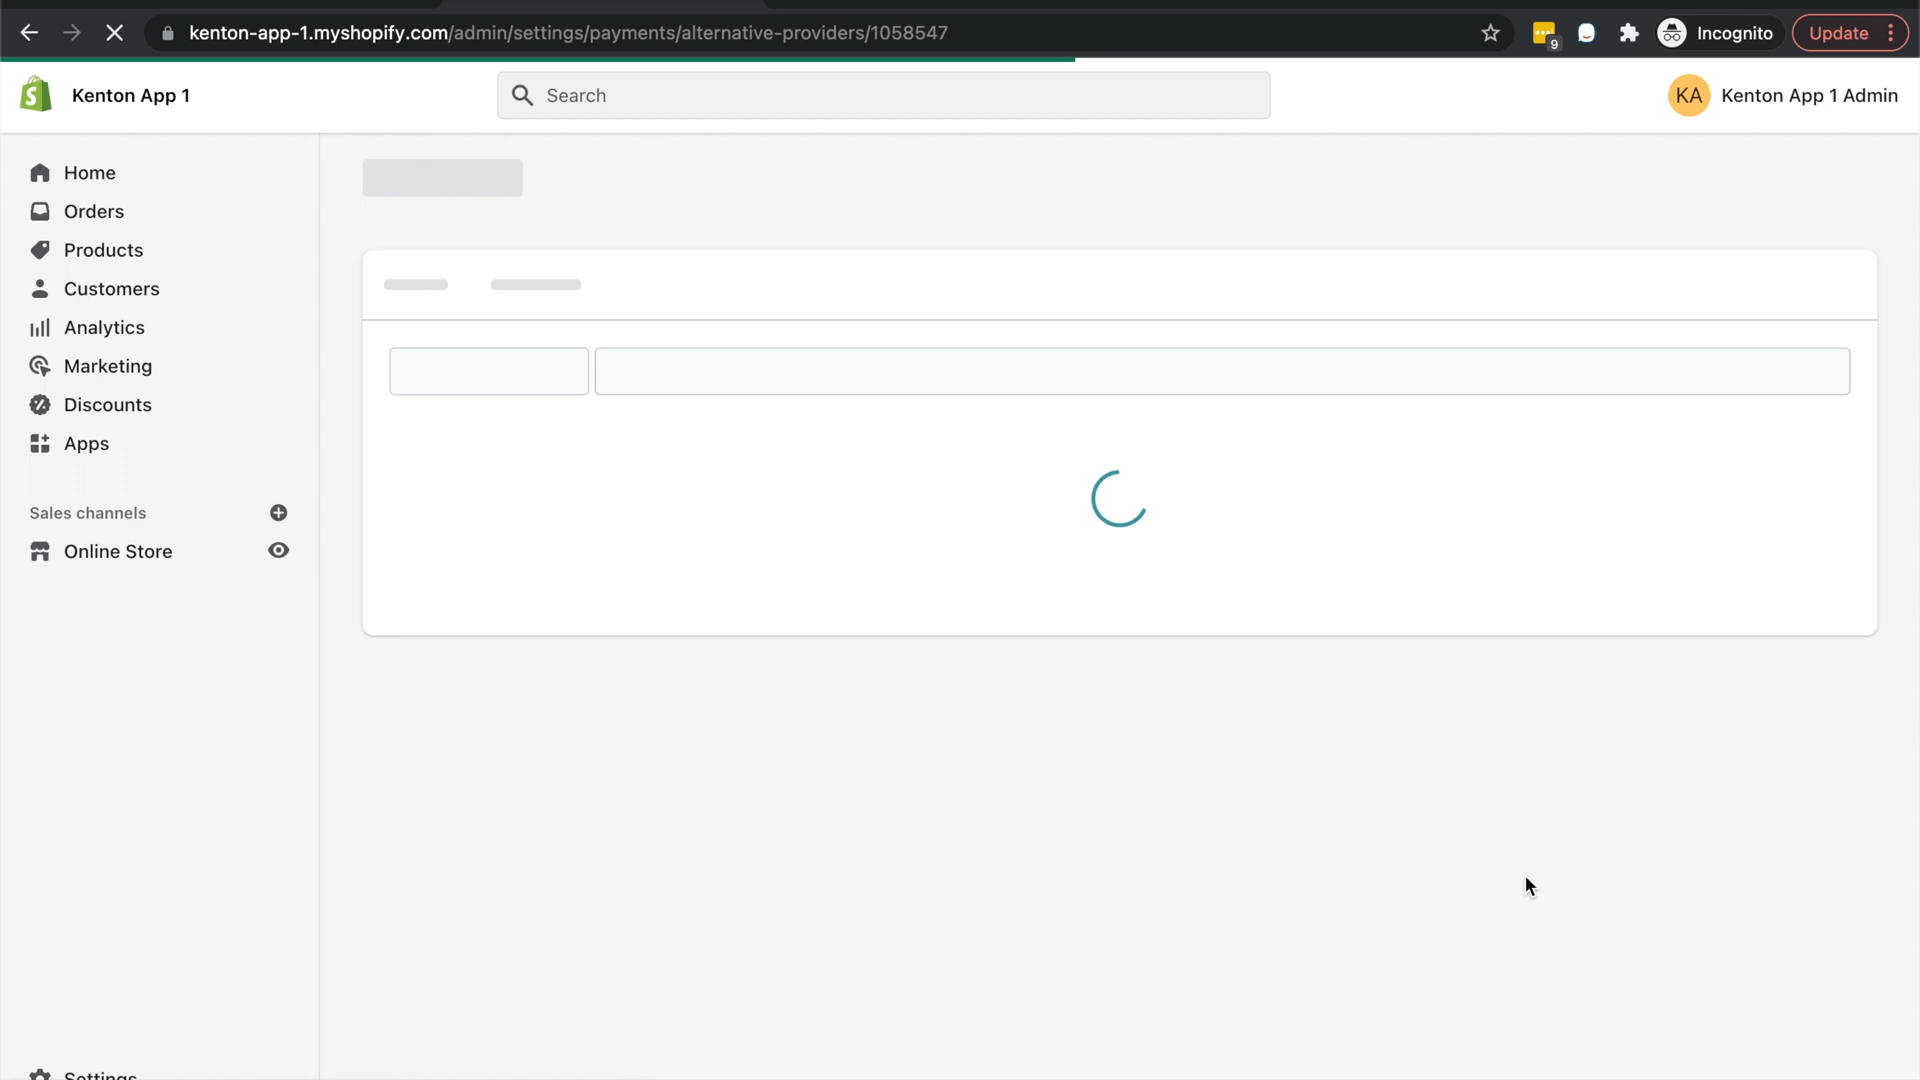 kenton-app-1.myshopify.com/admin/settings/payments/alternative-providers/1058547
9
Incognito
Update
Kenton App 1
Search
KA
Kenton App 1 Admin
Home
Orders
Products
Customers
Analytics
Marketing
Discounts
Apps
Sales channels
Online Store
Settings